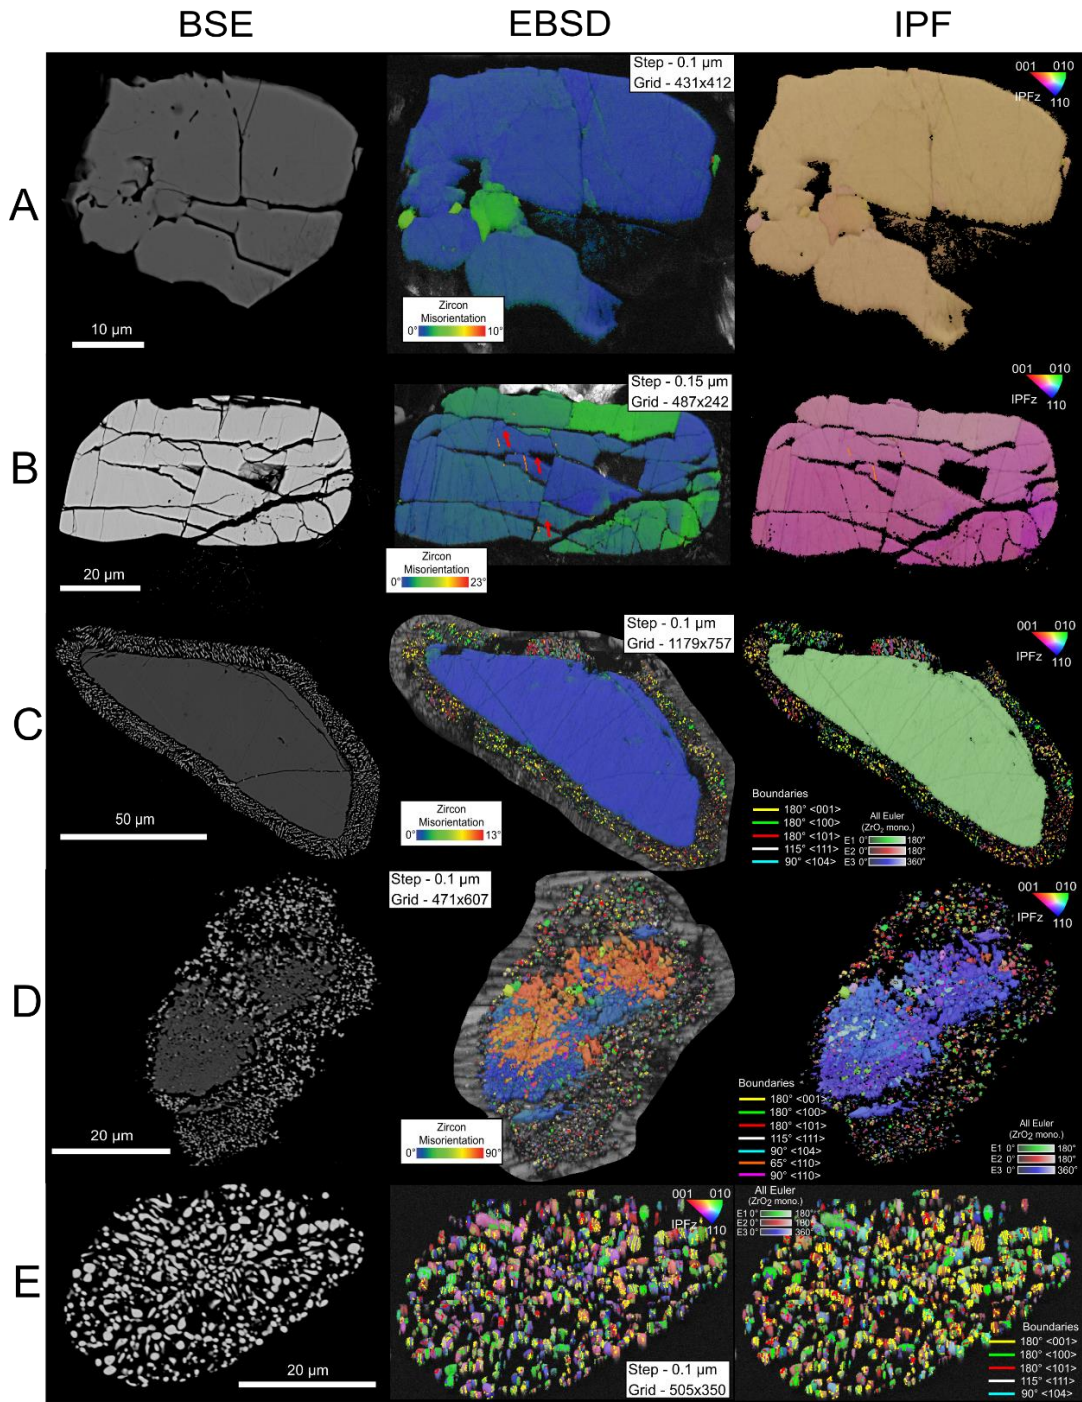 BSE
EBSD
IPF
A
10 µm
Step - 0.1 µm
Grid - 431x412
Zircon
Misorientation
0° 10°
001 010
IPFz 110
B
20 µm
Step - 0.15 µm
Grid - 487x242
Zircon
Misorientation
0° 23°
001 010
IPFz 110
C
50 µm
Step - 0.1 µm
Grid - 1179x757
Zircon
Misorientation
0° 13°
001 010
IPFz 110
Boundaries
180° <001>
180° <100>
180° <101>
115° <111>
90° <104>
All Euler
(ZrO2 mono.)
E1 0° 180°
E2 0° 180°
E3 0° 360°
D
20 µm
Step - 0.1 µm
Grid - 471x607
Zircon
Misorientation
0° 90°
001 010
IPFz 110
Boundaries
180° <001>
180° <100>
180° <101>
115° <111>
90° <104>
65° <110>
90° <110>
All Euler
(ZrO2 mono.)
E1 0° 180°
E2 0° 180°
E3 0° 360°
E
20 µm
001 010
IPFz 110
Step - 0.1 µm
Grid - 505x350
All Euler
(ZrO2 mono.)
E1 0° 180°
E2 0° 180°
E3 0° 360°
Boundaries
180° <001>
180° <100>
180° <101>
115° <111>
90° <104>